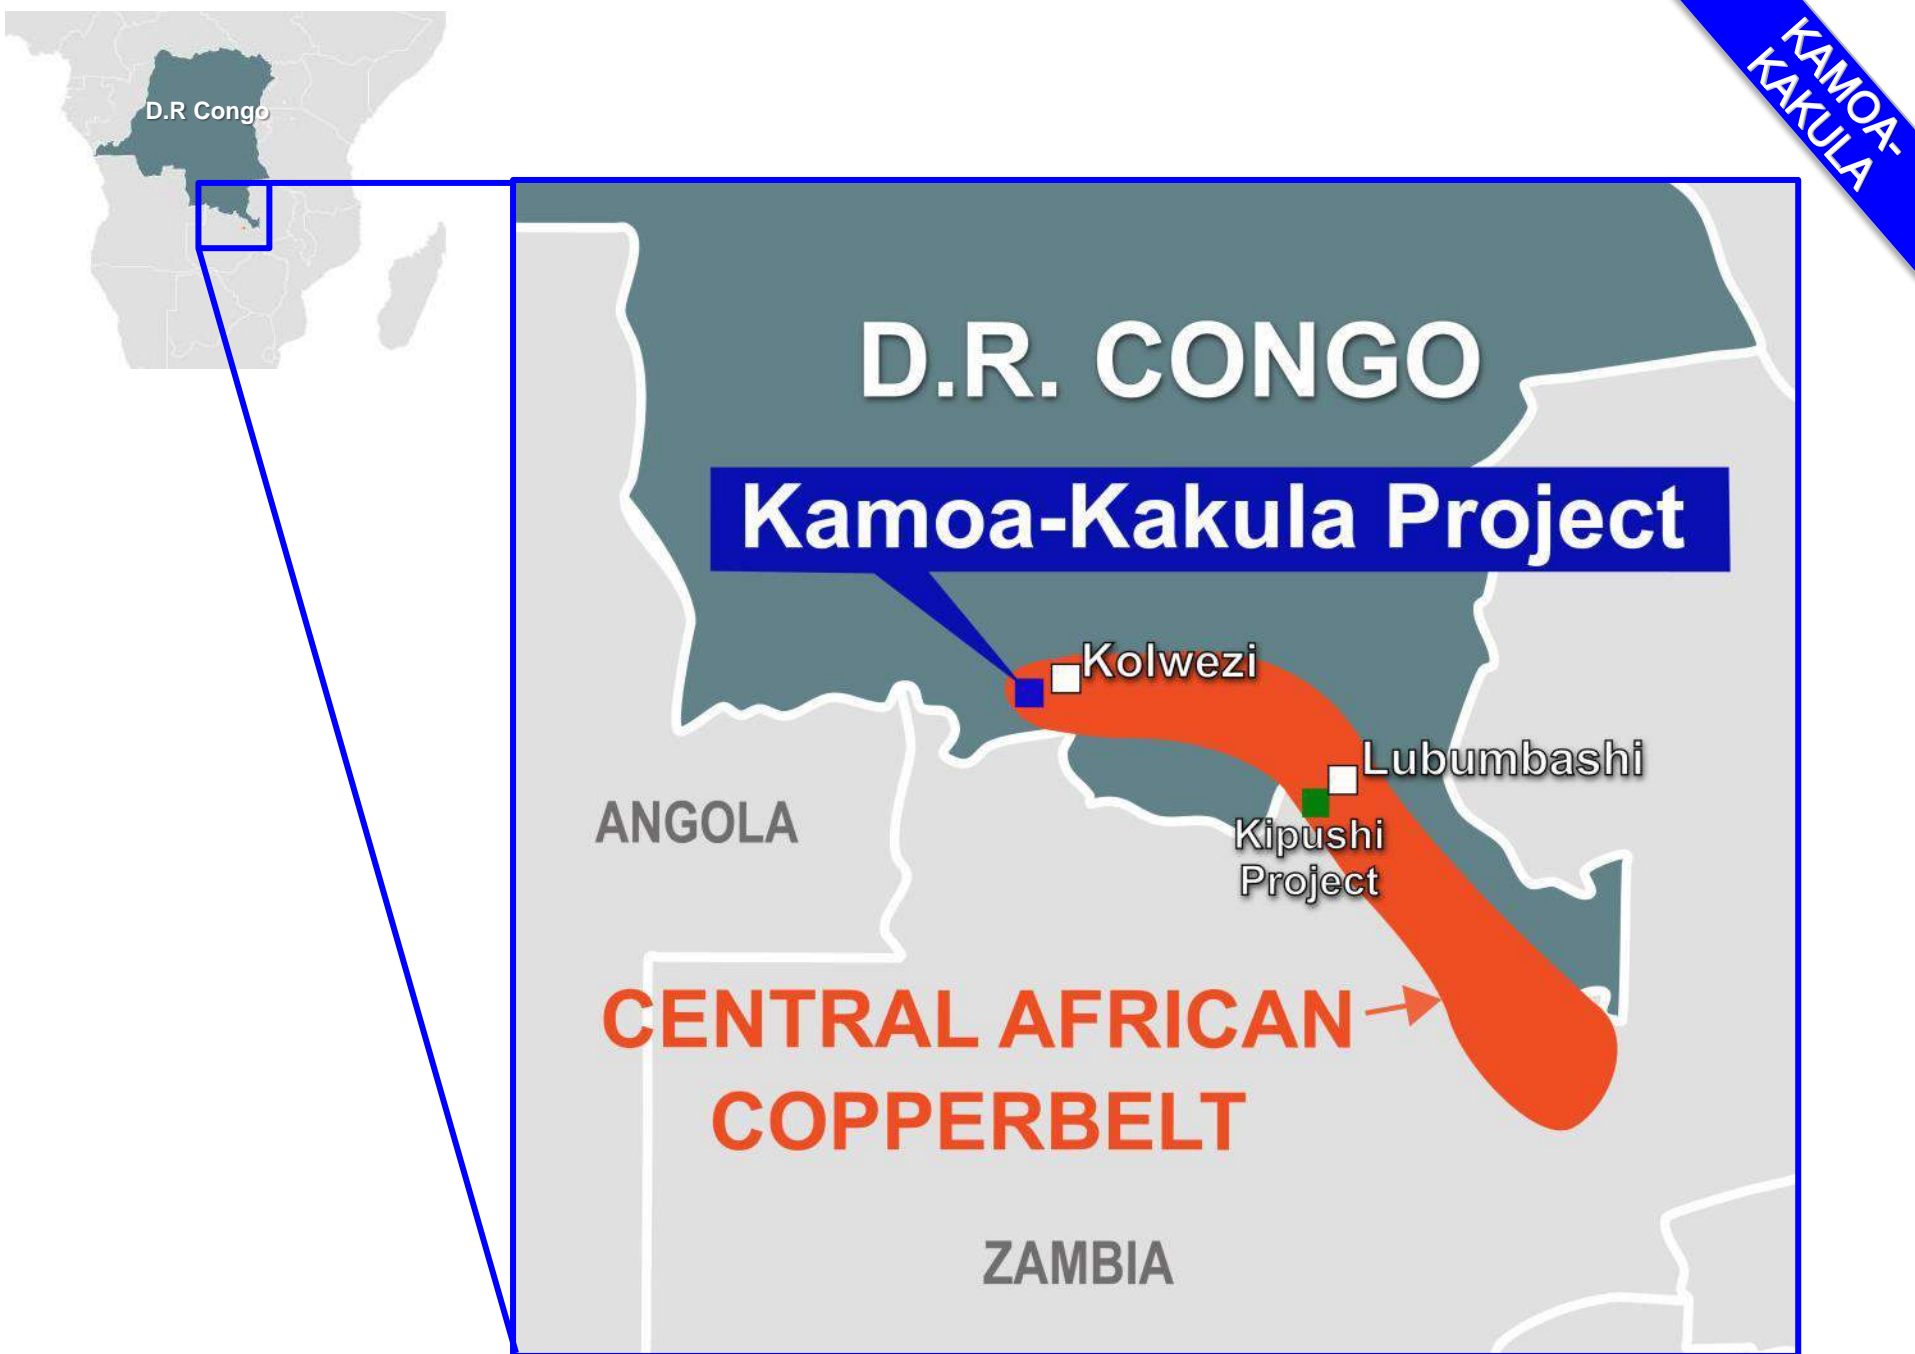 KAMOA-
KAKULA
D.R Congo
D.R. CONGO
Kamoa-Kakula Project
Kolwezi
Lubumbashi
Kipushi
Project
ANGOLA
CENTRAL AFRICAN
COPPERBELT
ZAMBIA